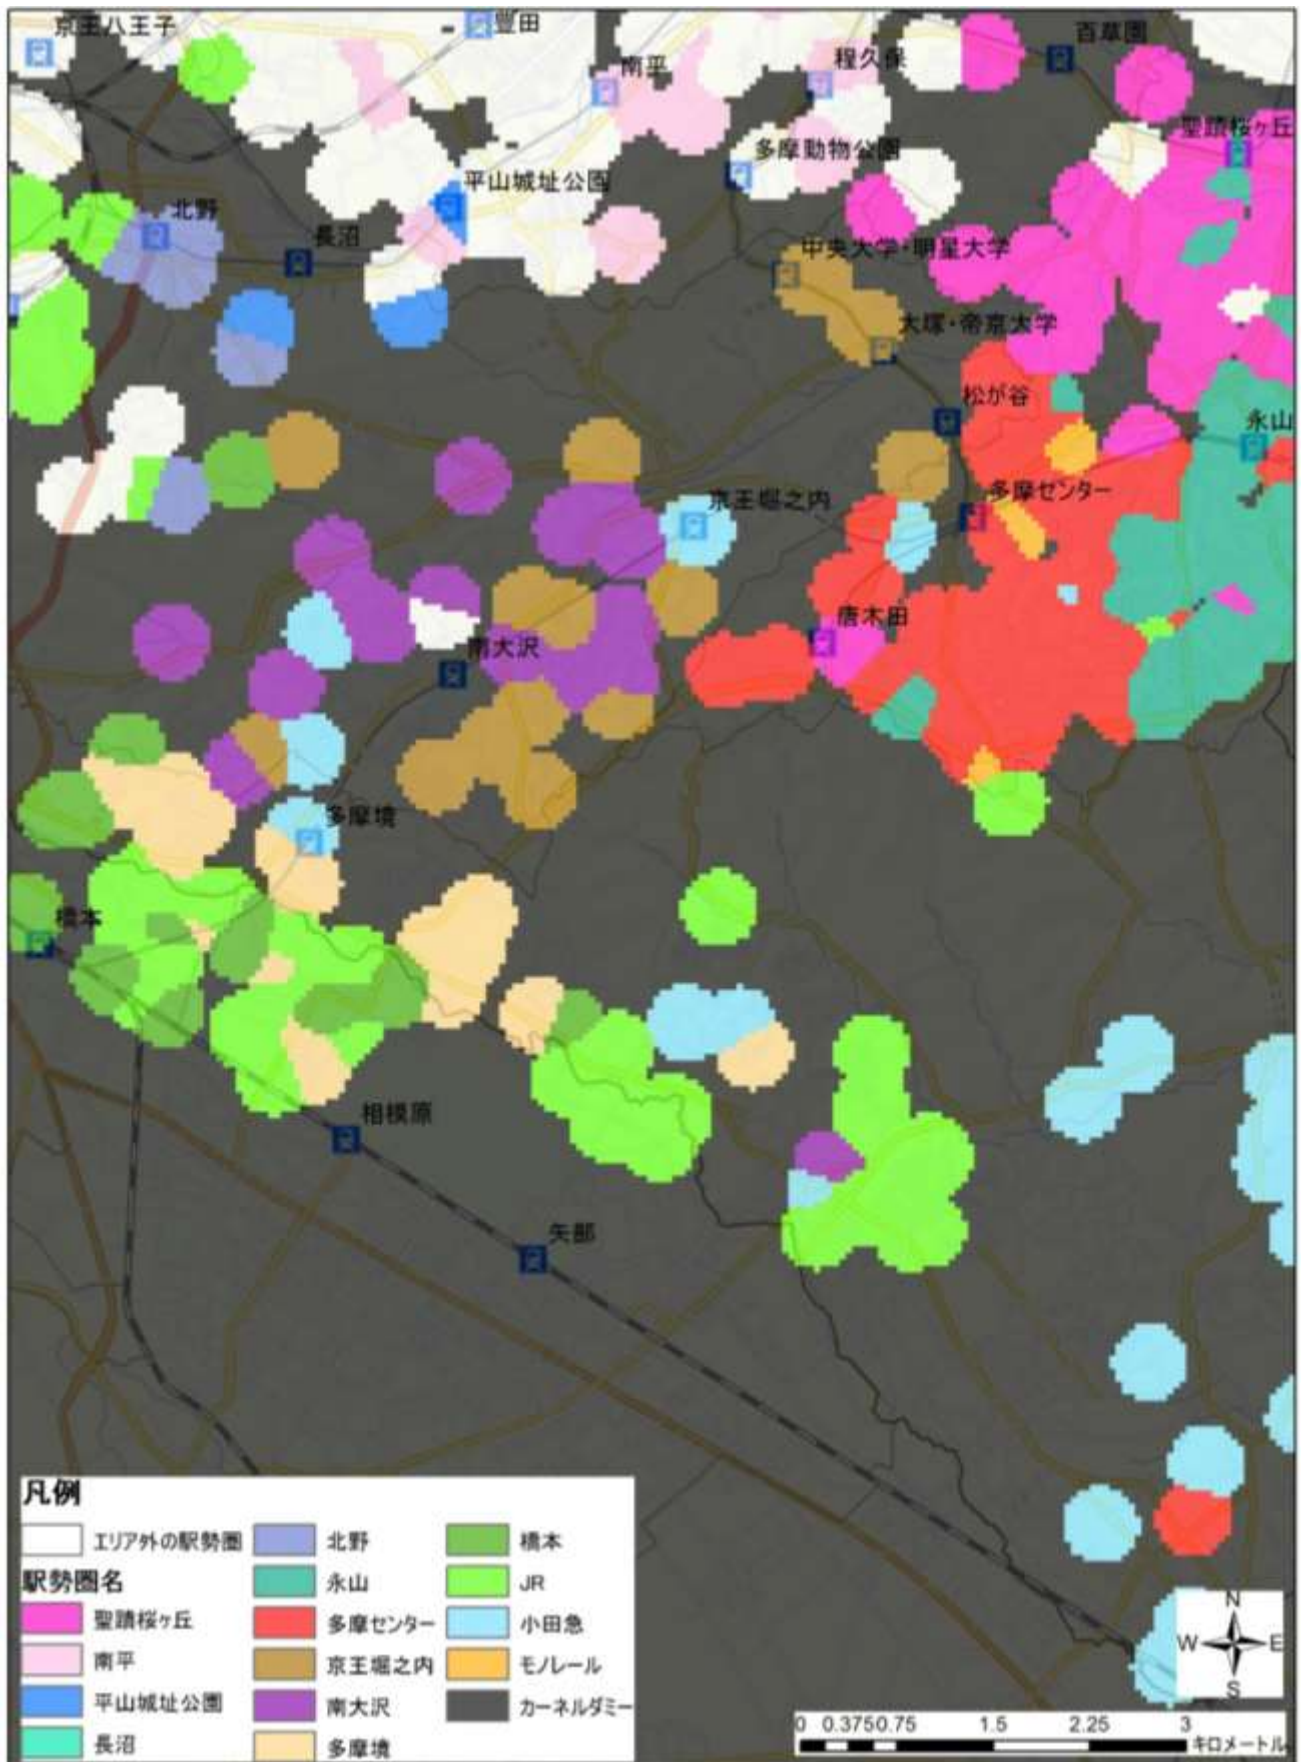 京王八王子
豊田
百草園
南平
程久保
聖蹟桜ヶ丘
多摩動物公園
平山城址公園
北野
長沼
中央大学・明星大学
大塚・帝京大学
松が谷
永山
京王堀之内
多摩センター
唐木田
南大沢
多摩境
橋本
相模原
矢部
凡例
エリア外の駅勢圏
駅勢圏名
聖蹟桜ヶ丘
南平
平山城址公園
長沼
北野
永山
多摩センター
京王堀之内
南大沢
多摩境
橋本
JR
小田急
モノレール
カーネルダミー
N
W E
S
0 0.375 0.75 1.5 2.25 3
キロメートル